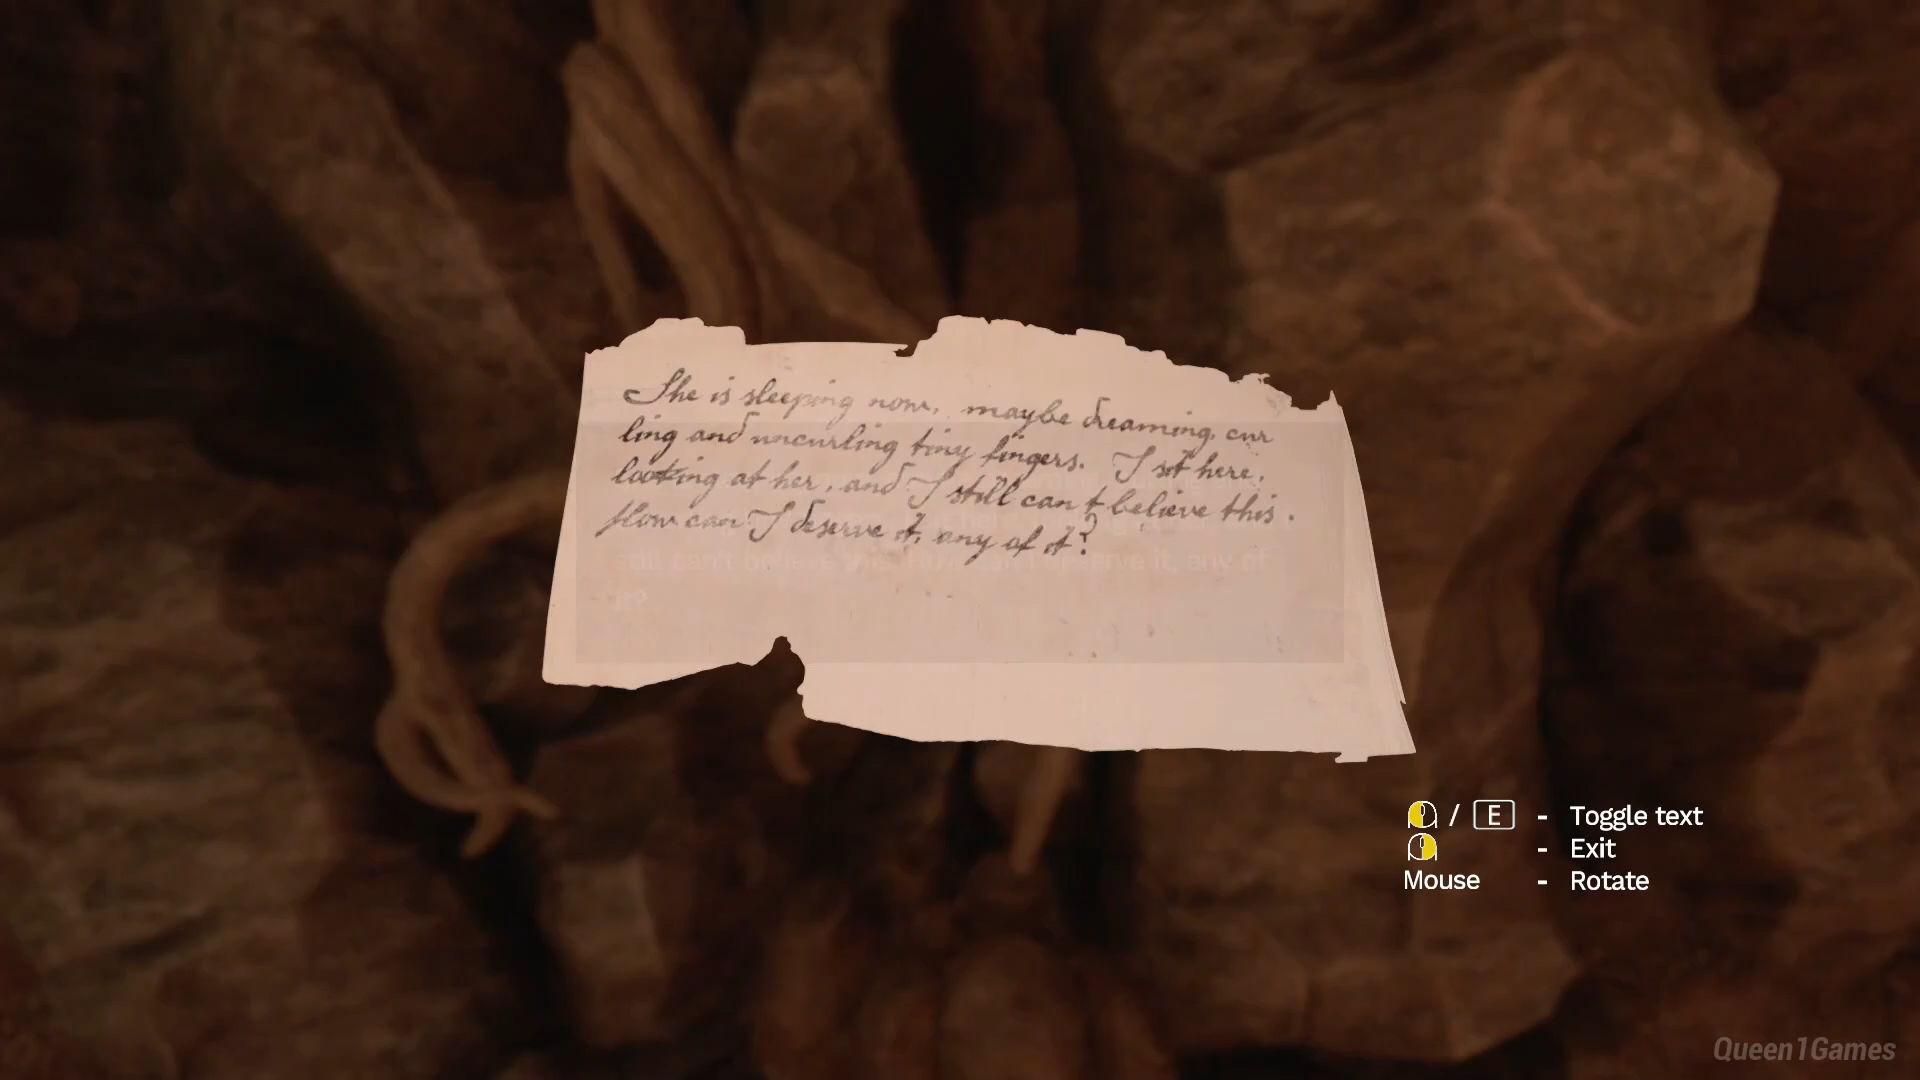 She is sleeping now, maybe dreaming, cur
ling and uncurling tiny fingers. I sit here,
looking at her, and I still can t believe this.
How can I deserve it, any of it?
/ E - Toggle text
- Exit
Mouse - Rotate
Queen1Games